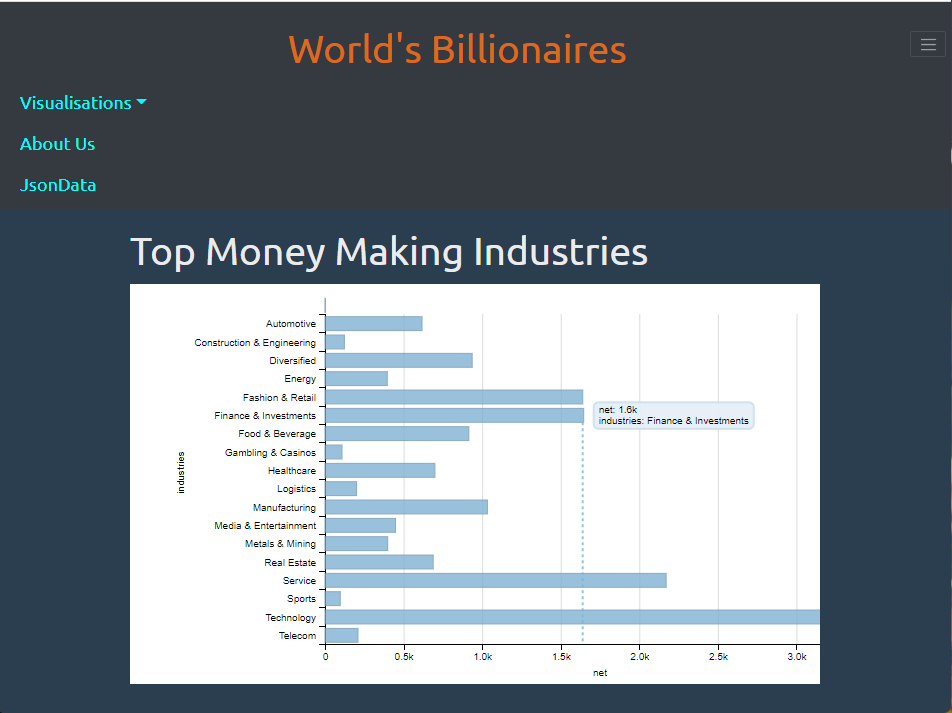 World's Billionaires
Visualisations
About Us
JsonData
Top Money Making Industries
Automotive
Construction & Engineering
Diversified
Energy
Fashion & Retail
Finance & Investments
net: 1.6k
industries: Finance & Investments
Food & Beverage
Gambling & Casinos
industries
Healthcare
Logistics
Manufacturing
Media & Entertainment
Metals & Mining
Real Estate
Service
Sports
Technology
Telecom
0 0.5k 1.0k 1.5k 2.0k 2.5k 3.0k
net